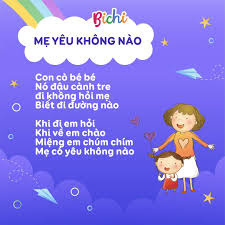 Bichi
MẸ YÊU KHÔNG NÀO
Con cò bé bé
Nó đậu cành tre
đi không hỏi mẹ
Biết đi đường nào
Khi đi em hỏi
Khi về em chào
Miệng em chúm chím
Mẹ có yêu không nào